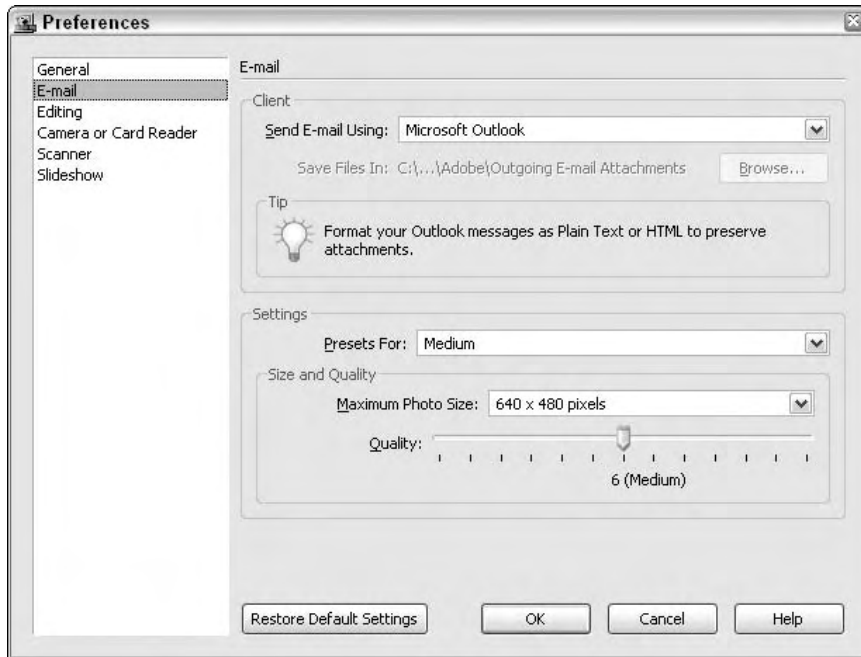 Preferences
General
E-mail
Editing
Camera or Card Reader
Scanner
Slideshow
E-mail
Client
Send E-mail Using: Microsoft Outlook
Save Files In: C:\...\Adobe\Outgoing E-mail Attachments Browse...
Tip
Format your Outlook messages as Plain Text or HTML to preserve
attachments.
Settings
Presets For: Medium
Size and Quality
Maximum Photo Size: 640 x 480 pixels
Quality:
6 (Medium)
Restore Default Settings OK Cancel Help